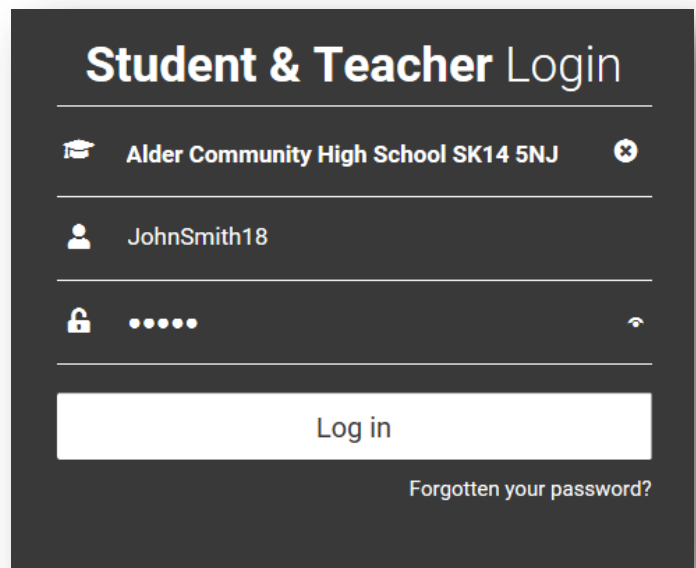 Student & Teacher Login
Alder Community High School SK14 5NJ
JohnSmith18
•••••
Log in
Forgotten your password?